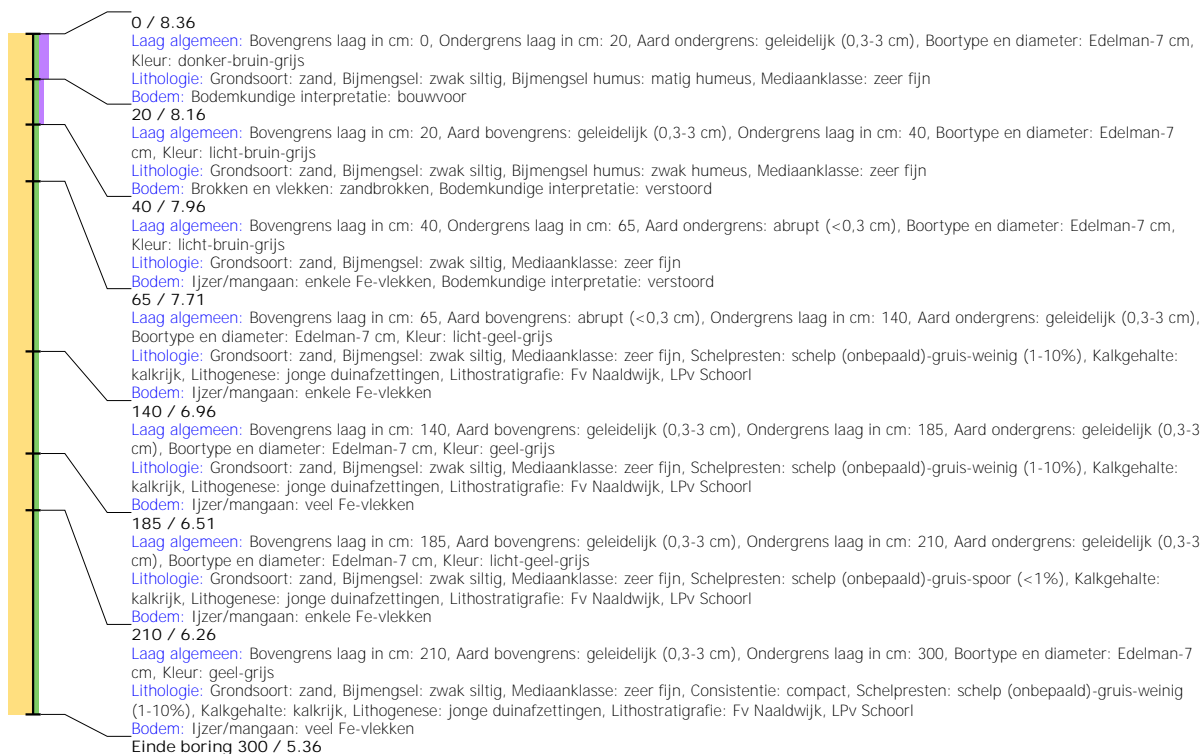 0 / 8.36
Laag algemeen: Bovengrens laag in cm: 0, Ondergrens laag in cm: 20, Aard ondergrens: geleidelijk (0,3-3 cm), Boortype en diameter: Edelman-7 cm,
Kleur: donker-bruin-grijs
Lithologie: Grondsoort: zand, Bijmengsel: zwak siltig, Bijmengsel humus: matig humeus, Mediaanklasse: zeer fijn
Bodem: Bodemkundige interpretatie: bouwvoor
20 / 8.16
Laag algemeen: Bovengrens laag in cm: 20, Aard bovengrens: geleidelijk (0,3-3 cm), Ondergrens laag in cm: 40, Boortype en diameter: Edelman-7
cm, Kleur: licht-bruin-grijs
Lithologie: Grondsoort: zand, Bijmengsel: zwak siltig, Bijmengsel humus: zwak humeus, Mediaanklasse: zeer fijn
Bodem: Brokken en vlekken: zandbrokken, Bodemkundige interpretatie: verstoord
40 / 7.96
Laag algemeen: Bovengrens laag in cm: 40, Ondergrens laag in cm: 65, Aard ondergrens: abrupt (<0,3 cm), Boortype en diameter: Edelman-7 cm,
Kleur: licht-bruin-grijs
Lithologie: Grondsoort: zand, Bijmengsel: zwak siltig, Mediaanklasse: zeer fijn
Bodem: Ijzer/mangaan: enkele Fe-vlekken, Bodemkundige interpretatie: verstoord
65 / 7.71
Laag algemeen: Bovengrens laag in cm: 65, Aard bovengrens: abrupt (<0,3 cm), Ondergrens laag in cm: 140, Aard ondergrens: geleidelijk (0,3-3 cm),
Boortype en diameter: Edelman-7 cm, Kleur: licht-geel-grijs
Lithologie: Grondsoort: zand, Bijmengsel: zwak siltig, Mediaanklasse: zeer fijn, Schelpresten: schelp (onbepaald)-gruis-weinig (1-10%), Kalkgehalte:
kalkrijk, Lithogenese: jonge duinafzettingen, Lithostratigrafie: Fv Naaldwijk, LPv Schoorl
Bodem: Ijzer/mangaan: enkele Fe-vlekken
140 / 6.96
Laag algemeen: Bovengrens laag in cm: 140, Aard bovengrens: geleidelijk (0,3-3 cm), Ondergrens laag in cm: 185, Aard ondergrens: geleidelijk (0,3-3
cm), Boortype en diameter: Edelman-7 cm, Kleur: geel-grijs
Lithologie: Grondsoort: zand, Bijmengsel: zwak siltig, Mediaanklasse: zeer fijn, Schelpresten: schelp (onbepaald)-gruis-weinig (1-10%), Kalkgehalte:
kalkrijk, Lithogenese: jonge duinafzettingen, Lithostratigrafie: Fv Naaldwijk, LPv Schoorl
Bodem: Ijzer/mangaan: veel Fe-vlekken
185 / 6.51
Laag algemeen: Bovengrens laag in cm: 185, Aard bovengrens: geleidelijk (0,3-3 cm), Ondergrens laag in cm: 210, Aard ondergrens: geleidelijk (0,3-3
cm), Boortype en diameter: Edelman-7 cm, Kleur: licht-geel-grijs
Lithologie: Grondsoort: zand, Bijmengsel: zwak siltig, Mediaanklasse: zeer fijn, Schelpresten: schelp (onbepaald)-gruis-spoor (<1%), Kalkgehalte:
kalkrijk, Lithogenese: jonge duinafzettingen, Lithostratigrafie: Fv Naaldwijk, LPv Schoorl
Bodem: Ijzer/mangaan: enkele Fe-vlekken
210 / 6.26
Laag algemeen: Bovengrens laag in cm: 210, Aard bovengrens: geleidelijk (0,3-3 cm), Ondergrens laag in cm: 300, Boortype en diameter: Edelman-7
cm, Kleur: geel-grijs
Lithologie: Grondsoort: zand, Bijmengsel: zwak siltig, Mediaanklasse: zeer fijn, Consistentie: compact, Schelpresten: schelp (onbepaald)-gruis-weinig
(1-10%), Kalkgehalte: kalkrijk, Lithogenese: jonge duinafzettingen, Lithostratigrafie: Fv Naaldwijk, LPv Schoorl
Bodem: Ijzer/mangaan: veel Fe-vlekken
Einde boring 300 / 5.36